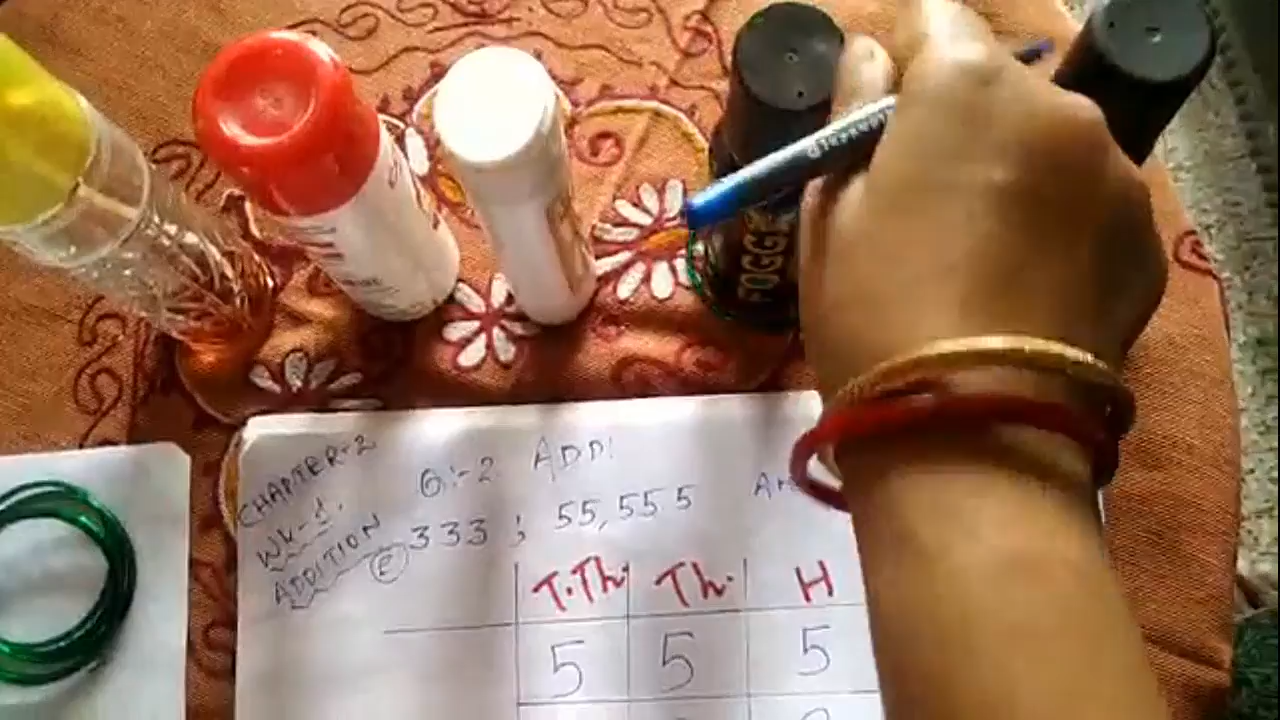 FOGG
CHAPTER-2
WK-1.
ADDITION
Q:-2 ADD!
(e) 333 ; 55,555
T.Th. Th. H
5 5 5